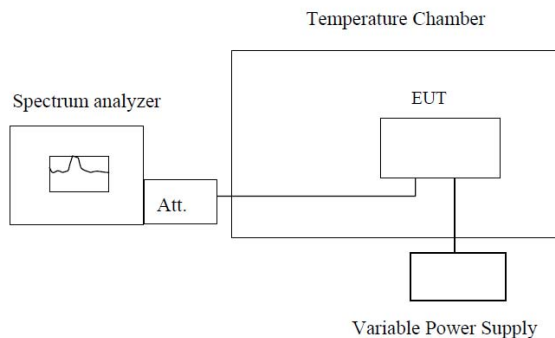 Temperature Chamber
Spectrum analyzer
EUT
Att.
Variable Power Supply